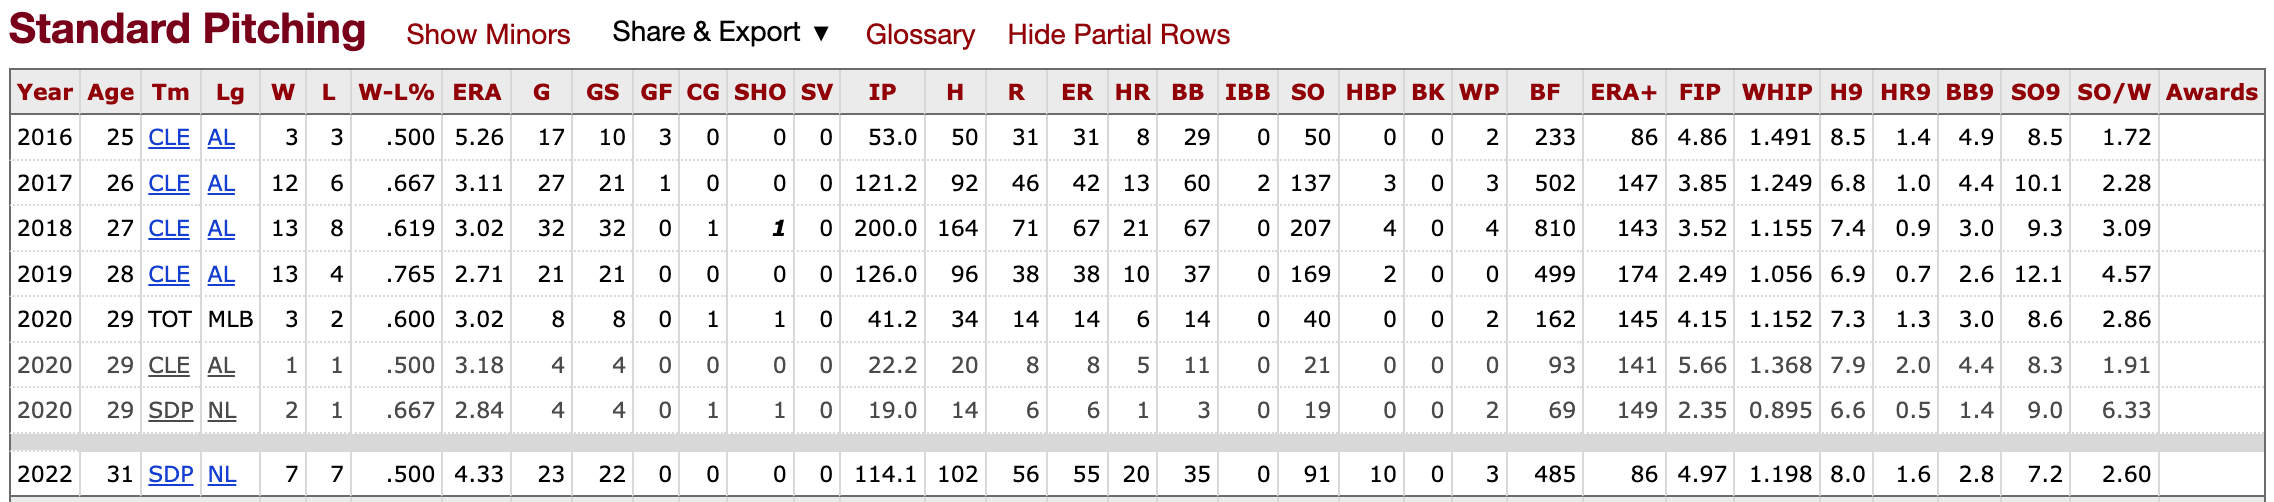 Standard Pitching Show Minors Share & Export ▼ Glossary Hide Partial Rows
Year Age Tm Lg W L W-L% ERA G GS GF CG SHO SV IP H R ER HR BB IBB SO HBP BK WP BF ERA+ FIP WHIP H9 HR9 BB9 SO9 SO/W Awards
2016 25 CLE AL 3 3 .500 5.26 17 10 3 0 0 0 53.0 50 31 31 8 29 0 50 0 0 2 233 86 4.86 1.491 8.5 1.4 4.9 8.5 1.72
2017 26 CLE AL 12 6 .667 3.11 27 21 1 0 0 0 121.2 92 46 42 13 60 2 137 3 0 3 502 147 3.85 1.249 6.8 1.0 4.4 10.1 2.28
2018 27 CLE AL 13 8 .619 3.02 32 32 0 1 1 0 200.0 164 71 67 21 67 0 207 4 0 4 810 143 3.52 1.155 7.4 0.9 3.0 9.3 3.09
2019 28 CLE AL 13 4 .765 2.71 21 21 0 0 0 0 126.0 96 38 38 10 37 0 169 2 0 0 499 174 2.49 1.056 6.9 0.7 2.6 12.1 4.57
2020 29 TOT MLB 3 2 .600 3.02 8 8 0 1 1 0 41.2 34 14 14 6 14 0 40 0 0 2 162 145 4.15 1.152 7.3 1.3 3.0 8.6 2.86
2020 29 CLE AL 1 1 .500 3.18 4 4 0 0 0 0 22.2 20 8 8 5 11 0 21 0 0 0 93 141 5.66 1.368 7.9 2.0 4.4 8.3 1.91
2020 29 SDP NL 2 1 .667 2.84 4 4 0 1 1 0 19.0 14 6 6 1 3 0 19 0 0 2 69 149 2.35 0.895 6.6 0.5 1.4 9.0 6.33
2022 31 SDP NL 7 7 .500 4.33 23 22 0 0 0 0 114.1 102 56 55 20 35 0 91 10 0 3 485 86 4.97 1.198 8.0 1.6 2.8 7.2 2.60